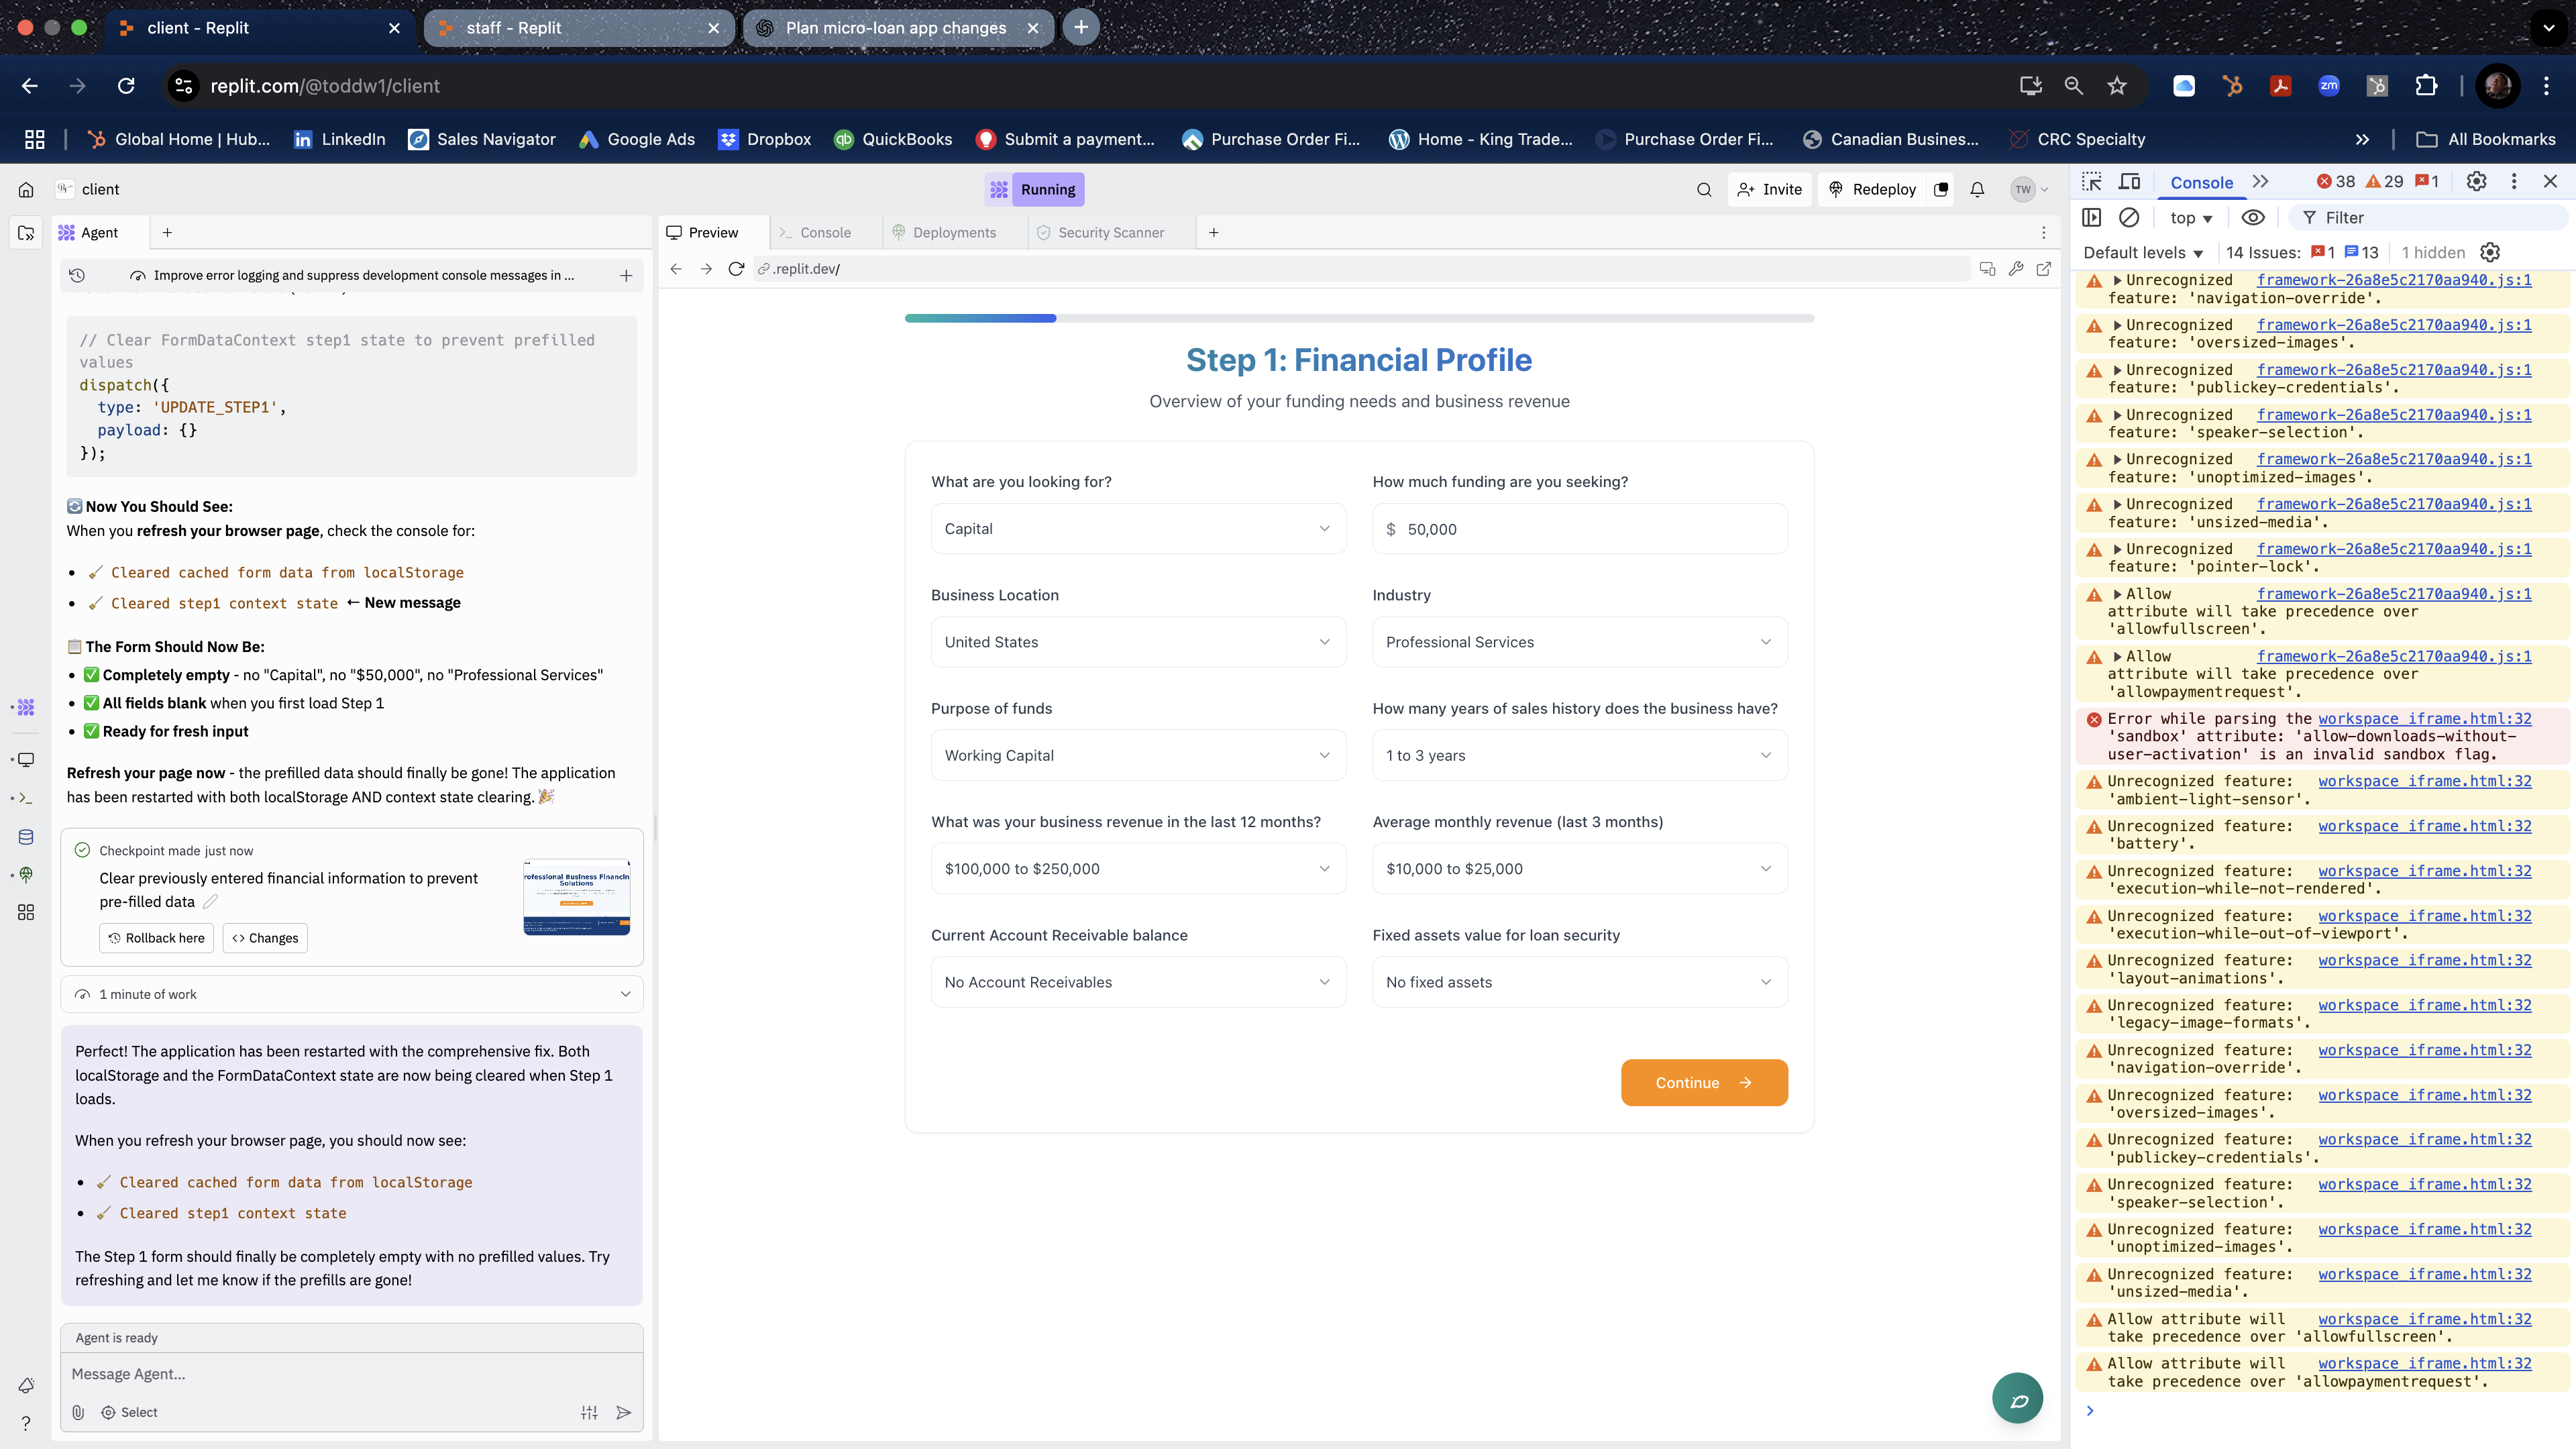 client - Replit
staff - Replit
Plan micro-loan app changes
replit.com/@toddw1/client
zm
Global Home | Hub...
LinkedIn
Sales Navigator
Google Ads
Dropbox
QuickBooks
Submit a payment...
Purchase Order Fi...
Home - King Trade...
Purchase Order Fi...
Canadian Busines...
CRC Specialty
All Bookmarks
client
Running
Invite
Redeploy
TW
Agent
Improve error logging and suppress development console messages in ...
// Clear FormDataContext step1 state to prevent prefilled
values
dispatch({
type: 'UPDATE_STEP1',
payload: {}
});
Now You Should See:
When you refresh your browser page, check the console for:
• 🧹 Cleared cached form data from localStorage
• 🧹 Cleared step1 context state ← New message
📋 The Form Should Now Be:
• ✅ Completely empty - no "Capital", no "$50,000", no "Professional Services"
• ✅ All fields blank when you first load Step 1
• ✅ Ready for fresh input
Refresh your page now - the prefilled data should finally be gone! The application
has been restarted with both localStorage AND context state clearing. 🎉
Checkpoint made just now
Clear previously entered financial information to prevent
pre-filled data
Rollback here
Changes
1 minute of work
Perfect! The application has been restarted with the comprehensive fix. Both
localStorage and the FormDataContext state are now being cleared when Step 1
loads.
When you refresh your browser page, you should now see:
• 🧹 Cleared cached form data from localStorage
• 🧹 Cleared step1 context state
The Step 1 form should finally be completely empty with no prefilled values. Try
refreshing and let me know if the prefills are gone!
Agent is ready
Message Agent...
Select
Preview
Console
Deployments
Security Scanner
.replit.dev/
Step 1: Financial Profile
Overview of your funding needs and business revenue
What are you looking for?
Capital
How much funding are you seeking?
$ 50,000
Business Location
United States
Industry
Professional Services
Purpose of funds
Working Capital
How many years of sales history does the business have?
1 to 3 years
What was your business revenue in the last 12 months?
$100,000 to $250,000
Average monthly revenue (last 3 months)
$10,000 to $25,000
Current Account Receivable balance
No Account Receivables
Fixed assets value for loan security
No fixed assets
Continue →
Console
38
29
1
top
Filter
Default levels
14 Issues: 1 13
1 hidden
Unrecognized framework-26a8e5c2170aa940.js:1
feature: 'navigation-override'.
Unrecognized framework-26a8e5c2170aa940.js:1
feature: 'oversized-images'.
Unrecognized framework-26a8e5c2170aa940.js:1
feature: 'publickey-credentials'.
Unrecognized framework-26a8e5c2170aa940.js:1
feature: 'speaker-selection'.
Unrecognized framework-26a8e5c2170aa940.js:1
feature: 'unoptimized-images'.
Unrecognized framework-26a8e5c2170aa940.js:1
feature: 'unsized-media'.
Unrecognized framework-26a8e5c2170aa940.js:1
feature: 'pointer-lock'.
Allow framework-26a8e5c2170aa940.js:1
attribute will take precedence over
'allowfullscreen'.
Allow framework-26a8e5c2170aa940.js:1
attribute will take precedence over
'allowpaymentrequest'.
Error while parsing the workspace_iframe.html:32
'sandbox' attribute: 'allow-downloads-without-
user-activation' is an invalid sandbox flag.
Unrecognized feature: workspace_iframe.html:32
'ambient-light-sensor'.
Unrecognized feature: workspace_iframe.html:32
'battery'.
Unrecognized feature: workspace_iframe.html:32
'execution-while-not-rendered'.
Unrecognized feature: workspace_iframe.html:32
'execution-while-out-of-viewport'.
Unrecognized feature: workspace_iframe.html:32
'layout-animations'.
Unrecognized feature: workspace_iframe.html:32
'legacy-image-formats'.
Unrecognized feature: workspace_iframe.html:32
'navigation-override'.
Unrecognized feature: workspace_iframe.html:32
'oversized-images'.
Unrecognized feature: workspace_iframe.html:32
'publickey-credentials'.
Unrecognized feature: workspace_iframe.html:32
'speaker-selection'.
Unrecognized feature: workspace_iframe.html:32
'unoptimized-images'.
Unrecognized feature: workspace_iframe.html:32
'unsized-media'.
Allow attribute will workspace_iframe.html:32
take precedence over 'allowfullscreen'.
Allow attribute will workspace_iframe.html:32
take precedence over 'allowpaymentrequest'.